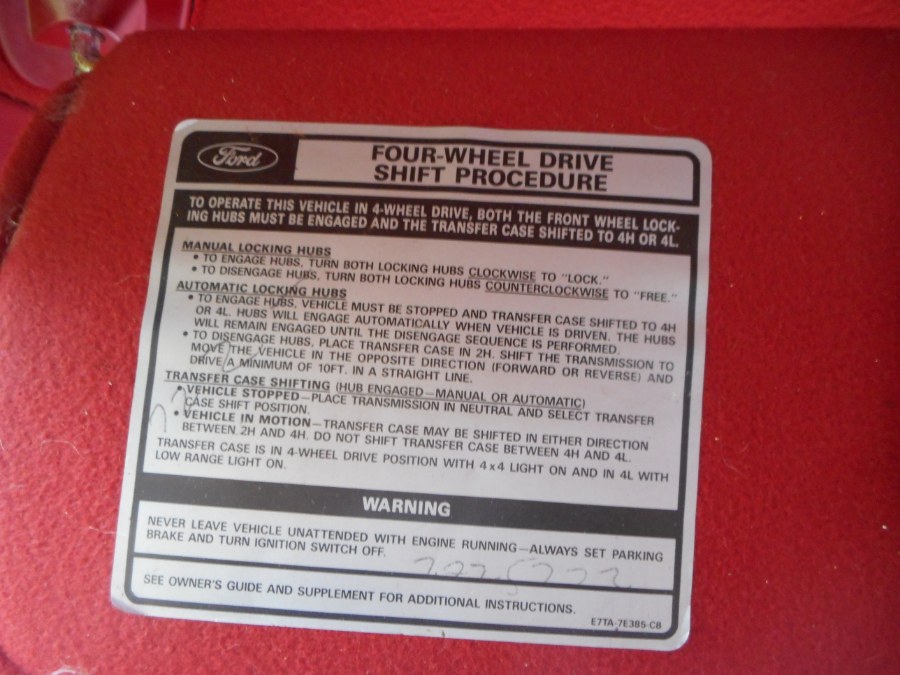 Ford
FOUR-WHEEL DRIVE
SHIFT PROCEDURE
TO OPERATE THIS VEHICLE IN 4-WHEEL DRIVE, BOTH THE FRONT WHEEL LOCK-
ING HUBS MUST BE ENGAGED AND THE TRANSFER CASE SHIFTED TO 4H OR 4L.
MANUAL LOCKING HUBS
• TO ENGAGE HUBS, TURN BOTH LOCKING HUBS CLOCKWISE TO "LOCK."
• TO DISENGAGE HUBS, TURN BOTH LOCKING HUBS COUNTERCLOCKWISE TO "FREE."
AUTOMATIC LOCKING HUBS
• TO ENGAGE HUBS, VEHICLE MUST BE STOPPED AND TRANSFER CASE SHIFTED TO 4H
OR 4L. HUBS WILL ENGAGE AUTOMATICALLY WHEN VEHICLE IS DRIVEN. THE HUBS
WILL REMAIN ENGAGED UNTIL THE DISENGAGE SEQUENCE IS PERFORMED.
• TO DISENGAGE HUBS, PLACE TRANSFER CASE IN 2H. SHIFT THE TRANSMISSION TO
MOVE THE VEHICLE IN THE OPPOSITE DIRECTION (FORWARD OR REVERSE) AND
DRIVE A MINIMUM OF 10FT. IN A STRAIGHT LINE.
TRANSFER CASE SHIFTING (HUB ENGAGED—MANUAL OR AUTOMATIC)
• VEHICLE STOPPED—PLACE TRANSMISSION IN NEUTRAL AND SELECT TRANSFER
CASE SHIFT POSITION.
• VEHICLE IN MOTION—TRANSFER CASE MAY BE SHIFTED IN EITHER DIRECTION
BETWEEN 2H AND 4H. DO NOT SHIFT TRANSFER CASE BETWEEN 4H AND 4L.
TRANSFER CASE IS IN 4-WHEEL DRIVE POSITION WITH 4x4 LIGHT ON AND IN 4L WITH
LOW RANGE LIGHT ON.
WARNING
NEVER LEAVE VEHICLE UNATTENDED WITH ENGINE RUNNING—ALWAYS SET PARKING
BRAKE AND TURN IGNITION SWITCH OFF.
SEE OWNER'S GUIDE AND SUPPLEMENT FOR ADDITIONAL INSTRUCTIONS.
E7TA-7E385-CB